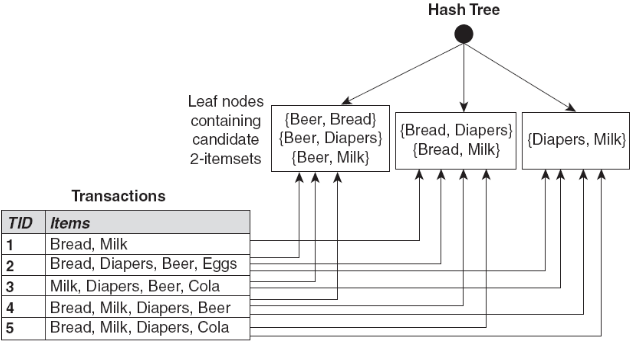 Hash Tree
Leaf nodes
containing
candidate
2-itemsets
{Beer, Bread}
{Beer, Diapers}
{Beer, Milk}
{Bread, Diapers}
{Bread, Milk}
{Diapers, Milk}
Transactions
TID Items
1 Bread, Milk
2 Bread, Diapers, Beer, Eggs
3 Milk, Diapers, Beer, Cola
4 Bread, Milk, Diapers, Beer
5 Bread, Milk, Diapers, Cola